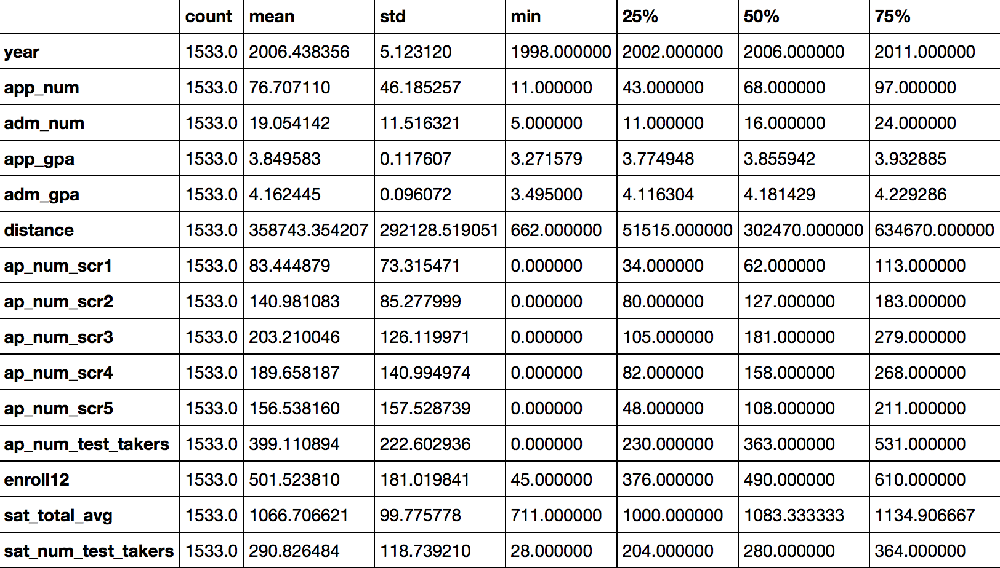 count mean std min 25% 50% 75%
year 1533.0 2006.438356 5.123120 1998.000000 2002.000000 2006.000000 2011.000000
app_num 1533.0 76.707110 46.185257 11.000000 43.000000 68.000000 97.000000
adm_num 1533.0 19.054142 11.516321 5.000000 11.000000 16.000000 24.000000
app_gpa 1533.0 3.849583 0.117607 3.271579 3.774948 3.855942 3.932885
adm_gpa 1533.0 4.162445 0.096072 3.495000 4.116304 4.181429 4.229286
distance 1533.0 358743.354207 292128.519051 662.000000 51515.000000 302470.000000 634670.000000
ap_num_scr1 1533.0 83.444879 73.315471 0.000000 34.000000 62.000000 113.000000
ap_num_scr2 1533.0 140.981083 85.277999 0.000000 80.000000 127.000000 183.000000
ap_num_scr3 1533.0 203.210046 126.119971 0.000000 105.000000 181.000000 279.000000
ap_num_scr4 1533.0 189.658187 140.994974 0.000000 82.000000 158.000000 268.000000
ap_num_scr5 1533.0 156.538160 157.528739 0.000000 48.000000 108.000000 211.000000
ap_num_test_takers 1533.0 399.110894 222.602936 0.000000 230.000000 363.000000 531.000000
enroll12 1533.0 501.523810 181.019841 45.000000 376.000000 490.000000 610.000000
sat_total_avg 1533.0 1066.706621 99.775778 711.000000 1000.000000 1083.333333 1134.906667
sat_num_test_takers 1533.0 290.826484 118.739210 28.000000 204.000000 280.000000 364.000000